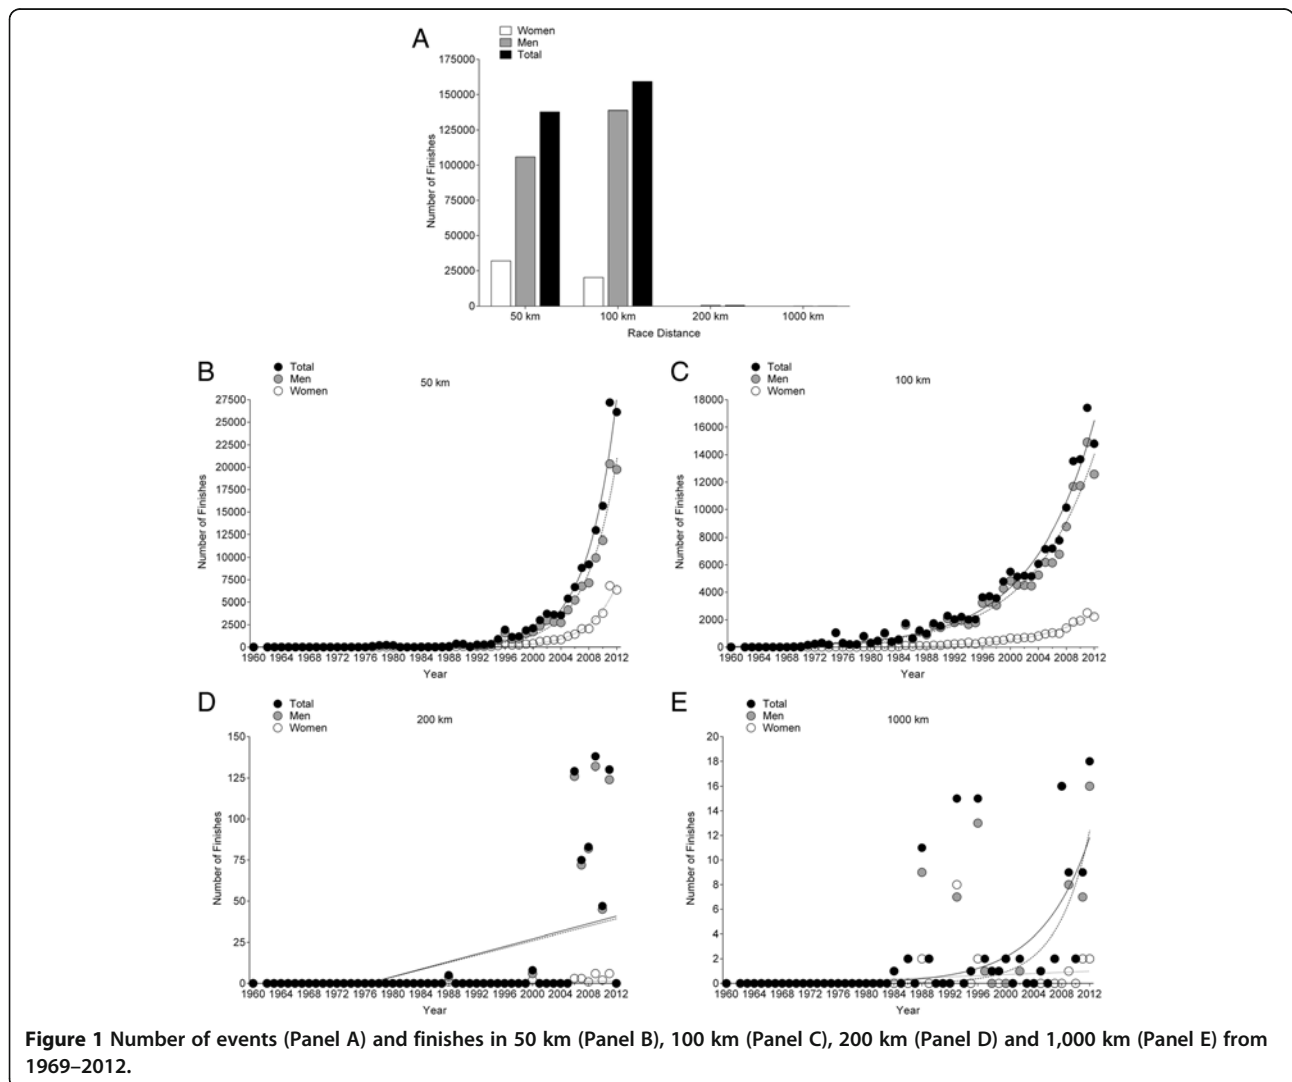 A
Women
Men
Total
175000
150000
125000
100000
75000
50000
25000
0
Number of Finishes
50 km
100 km
200 km
1000 km
Race Distance
B
Total
Men
Women
50 km
27500
25000
22500
20000
17500
15000
12500
10000
7500
5000
2500
0
Number of Finishes
1960 1964 1968 1972 1976 1980 1984 1988 1992 1996 2000 2004 2008 2012
Year
C
Total
Men
Women
100 km
18000
16000
14000
12000
10000
8000
6000
4000
2000
0
Number of Finishes
1960 1964 1968 1972 1976 1980 1984 1988 1992 1996 2000 2004 2008 2012
Year
D
Total
Men
Women
200 km
150
125
100
75
50
25
0
Number of Finishes
1960 1964 1968 1972 1976 1980 1984 1988 1992 1996 2000 2004 2008 2012
Year
E
Total
Men
Women
1000 km
20
18
16
14
12
10
8
6
4
2
0
Number of Finishes
1960 1964 1968 1972 1976 1980 1984 1988 1992 1996 2000 2004 2008 2012
Year
Figure 1 Number of events (Panel A) and finishes in 50 km (Panel B), 100 km (Panel C), 200 km (Panel D) and 1,000 km (Panel E) from
1969–2012.